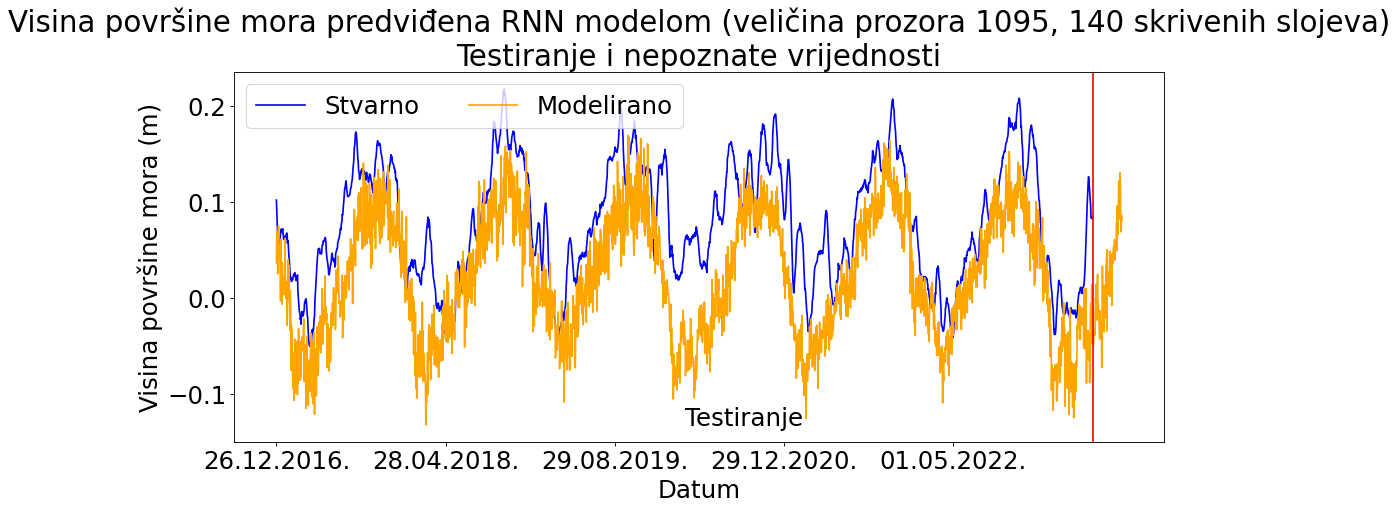 Visina površine mora predviđena RNN modelom (veličina prozora 1095, 140 skrivenih slojeva)
Testiranje i nepoznate vrijednosti
Stvarno
Modelirano
Visina površine mora (m)
0.2
0.1
0.0
−0.1
Testiranje
26.12.2016.
28.04.2018.
29.08.2019.
29.12.2020.
01.05.2022.
Datum